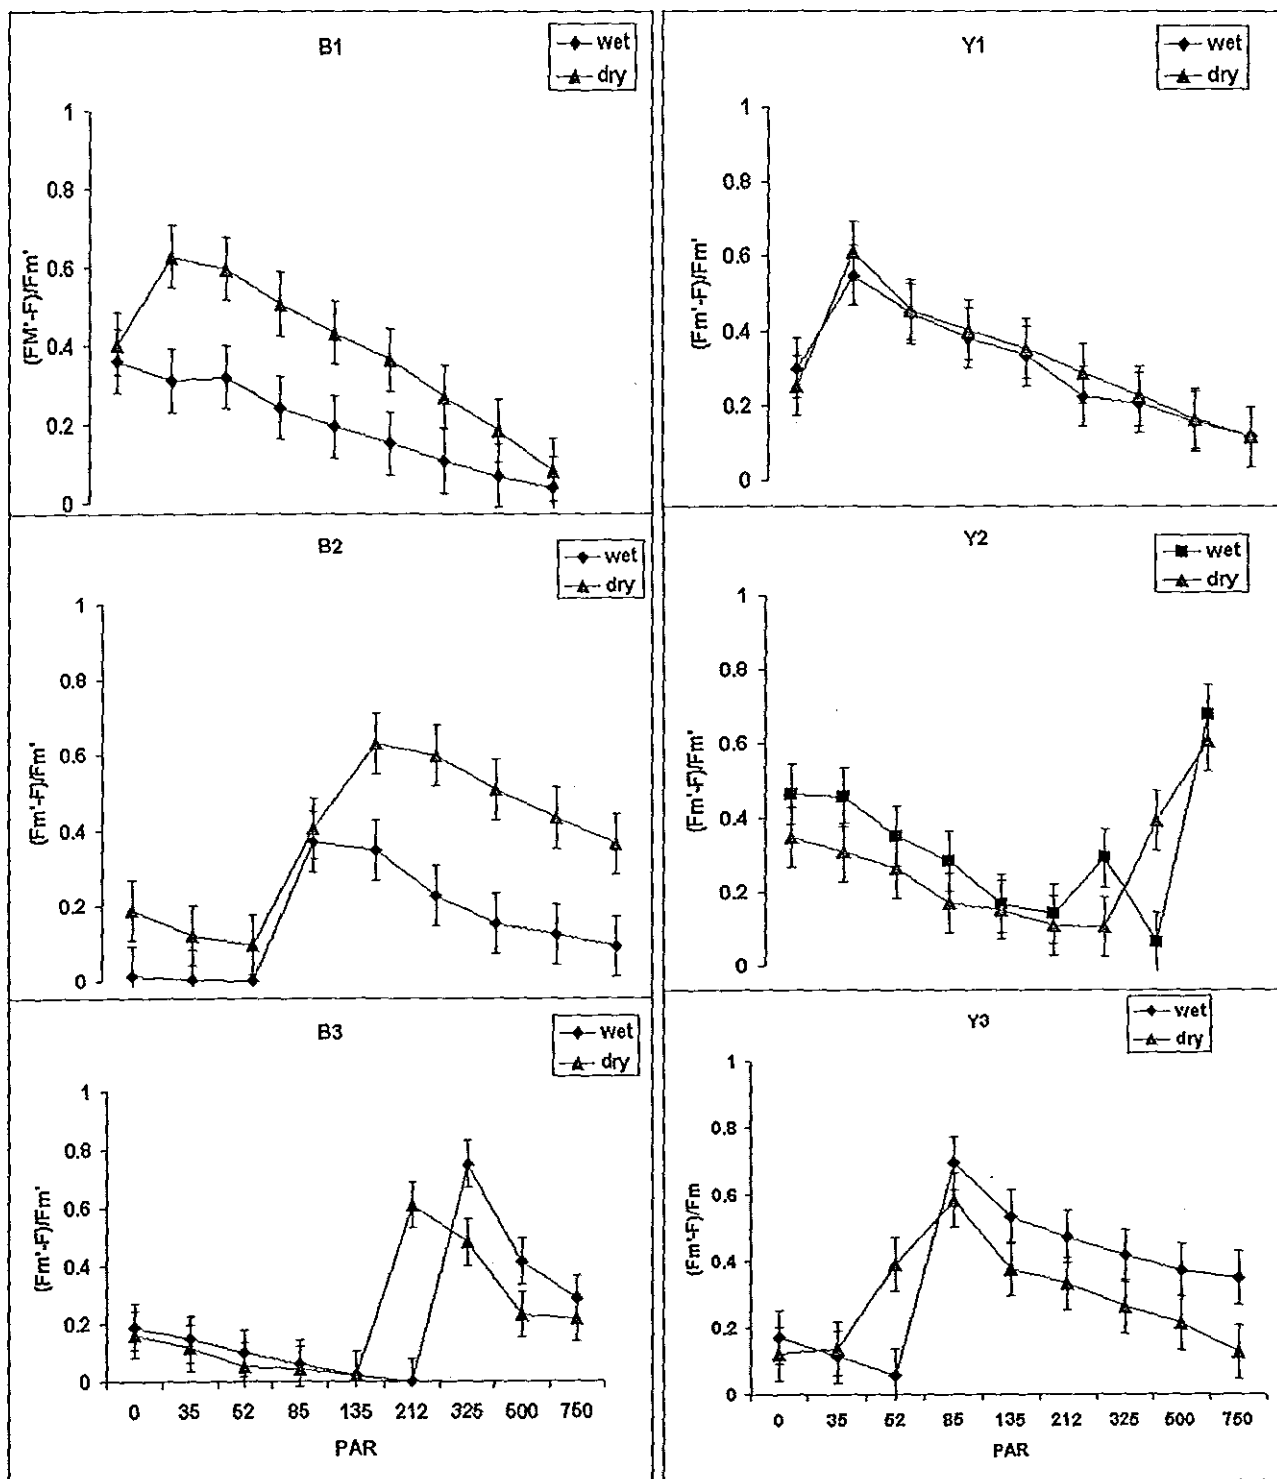 B1
wet
dry
1
0.8
0.6
0.4
0.2
0
(FM'-F)/Fm'
Y1
wet
dry
1
0.8
0.6
0.4
0.2
0
(Fm'-F)/Fm'
B2
wet
dry
1
0.8
0.6
0.4
0.2
0
(Fm'-F)/Fm'
Y2
wet
dry
1
0.8
0.6
0.4
0.2
0
(Fm'-F)/Fm'
B3
wet
dry
1
0.8
0.6
0.4
0.2
0
(Fm'-F)/Fm'
0 35 52 85 135 212 325 500 750
PAR
Y3
wet
dry
1
0.8
0.6
0.4
0.2
0
(Fm'-F)/Fm
0 35 52 85 135 212 325 500 750
PAR